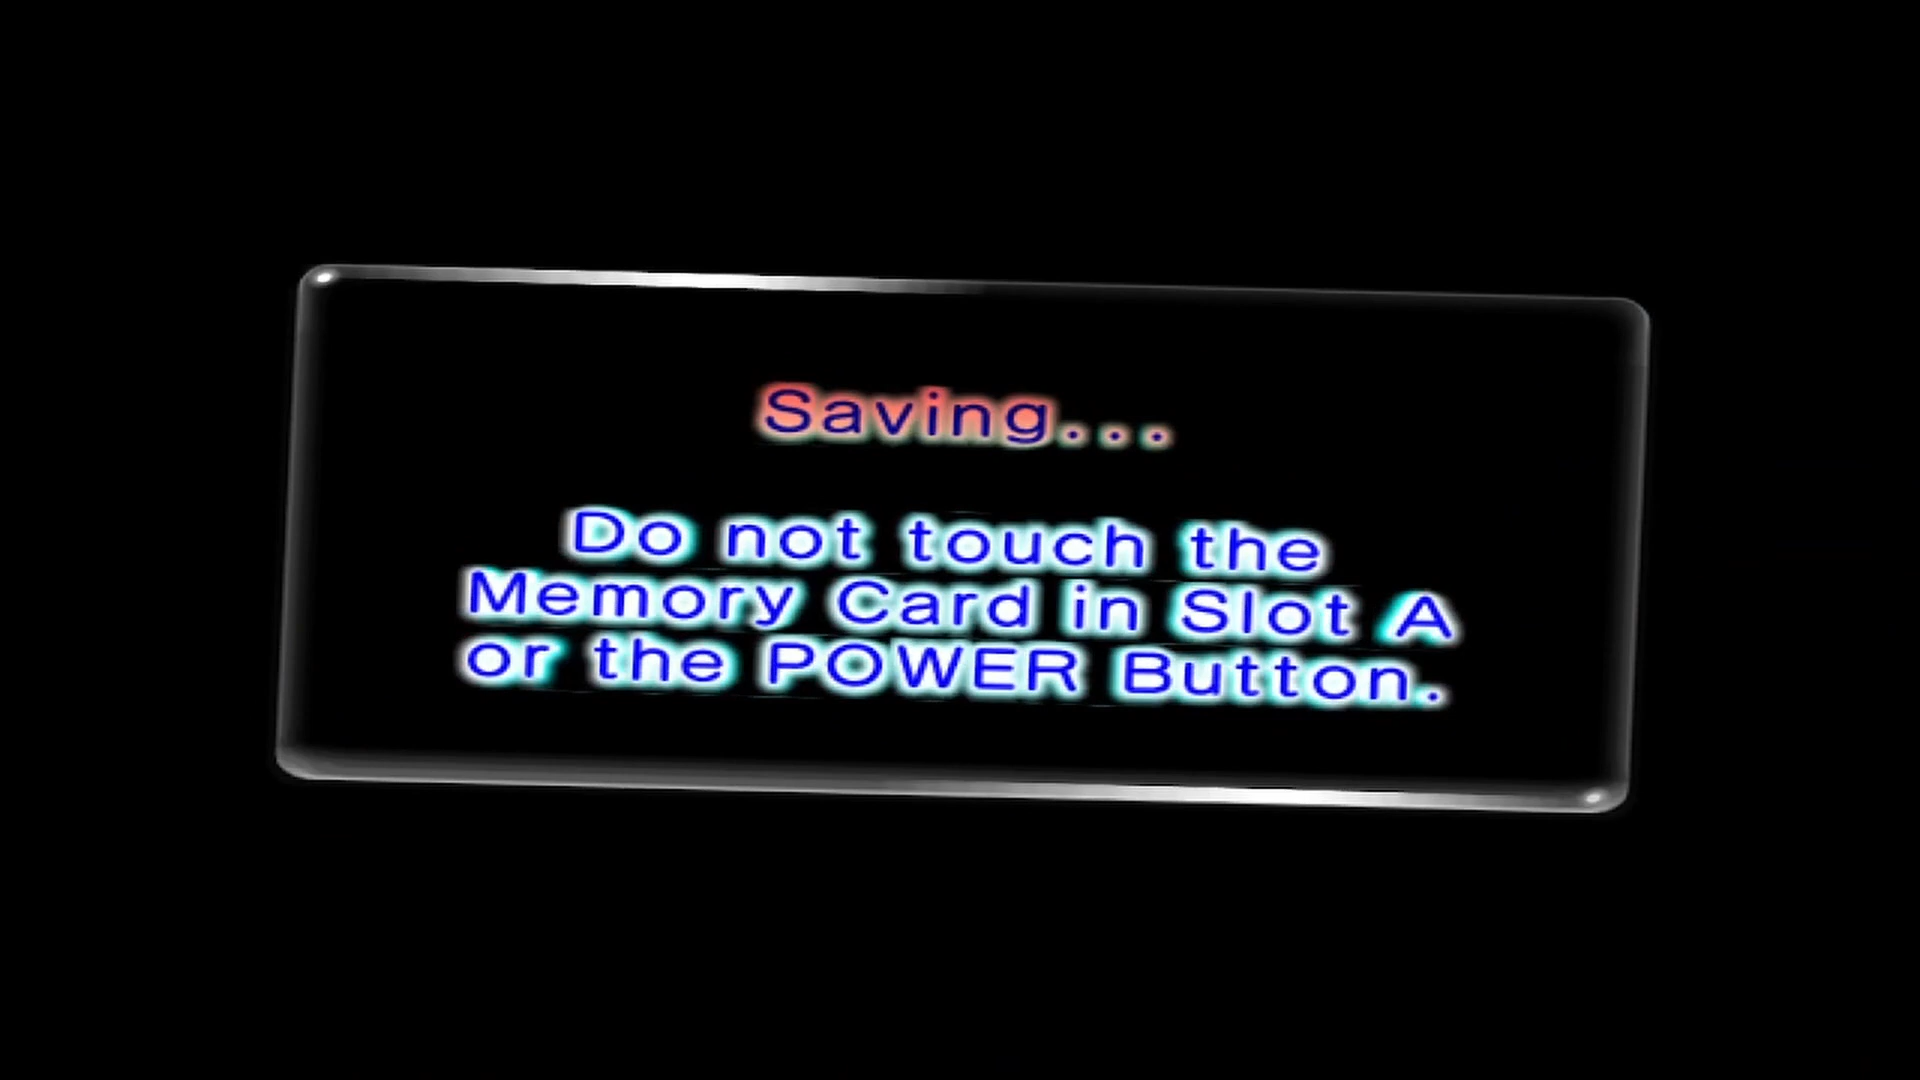 Saving...
Do not touch the
Memory Card in Slot A
or the POWER Button.